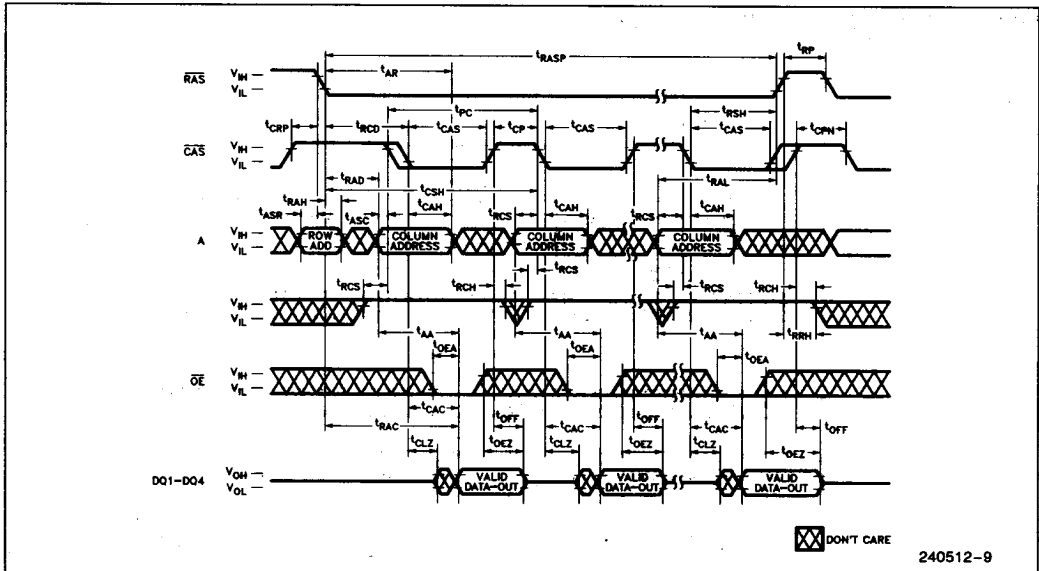 tRASP
tRP
tAR
RAS
VIH
VIL
tPC
tRSH
tCRP
tRCD
tCAS
tCP
tCAS
tCAS
tCPN
CAS
VIH
VIL
tRAD
tRAL
tCSH
tRAH
tASR
tASC
tCAH
tRCS
tCAH
tRCS
tCAH
A
VIH
VIL
ROW ADD
COLUMN ADDRESS
COLUMN ADDRESS
COLUMN ADDRESS
tRCS
tRCH
tRCS
tRCS
tRCH
VIH
VIL
tAA
tAA
tAA
tRRH
tOEA
tOEA
tOEA
OE
VIH
VIL
tCAC
tOFF
tCAC
tOFF
tCAC
tOFF
tRAC
tCLZ
tOEZ
tCLZ
tOEZ
tCLZ
tOEZ
DQ1–DQ4
VOH
VOL
VALID DATA–OUT
VALID DATA–OUT
VALID DATA–OUT
DON'T CARE
240512–9